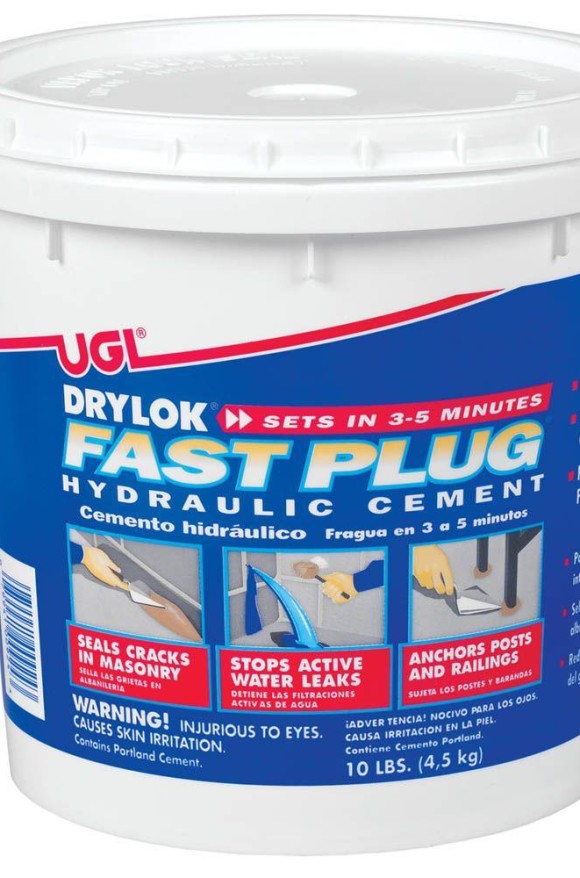 UGL®
DRYLOK® SETS IN 3-5 MINUTES
FAST PLUG
HYDRAULIC CEMENT
Cemento hidráulico Fragua en 3 a 5 minutos
SEALS CRACKS
IN MASONRY
SELLA LAS GRIETAS EN
ALBANILERIA
STOPS ACTIVE
WATER LEAKS
DETIENE LAS FILTRACIONES
ACTIVAS DE AGUA
ANCHORS POSTS
AND RAILINGS
SUJETA LOS POSTES Y BARANDAS
WARNING! INJURIOUS TO EYES.
CAUSES SKIN IRRITATION.
Contains Portland Cement.
¡ADVERTENCIA! NOCIVO PARA LOS OJOS.
CAUSA IRRITACION EN LA PIEL.
Contiene Cemento Portland.
10 LBS. (4,5 kg)